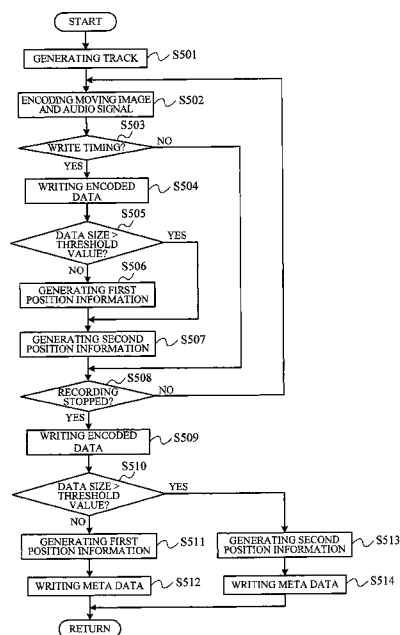 START
GENERATING TRACK
S501
ENCODING MOVING IMAGE
AND AUDIO SIGNAL
S502
S503
WRITE TIMING?
NO
YES
WRITING ENCODED
DATA
S504
S505
DATA SIZE >
THRESHOLD
VALUE?
YES
NO
S506
GENERATING FIRST
POSITION INFORMATION
GENERATING SECOND
POSITION INFORMATION
S507
S508
RECORDING
STOPPED?
NO
YES
WRITING ENCODED
DATA
S509
S510
DATA SIZE >
THRESHOLD
VALUE?
YES
NO
GENERATING FIRST
POSITION INFORMATION
S511
GENERATING SECOND
POSITION INFORMATION
S513
WRITING META DATA
S512
WRITING META DATA
S514
RETURN